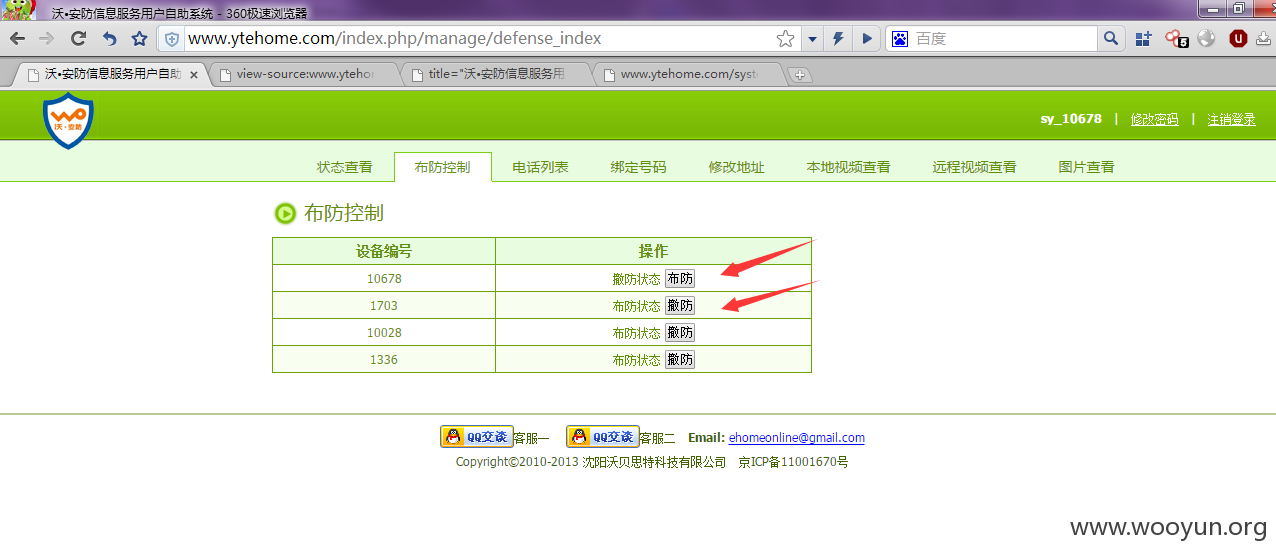 沃•安防信息服务用户自助系统 - 360极速浏览器
www.ytehome.com/index.php/manage/defense_index
百度
5
沃•安防信息服务用户自助
view-source:www.ytehom
title="沃•安防信息服务用
www.ytehome.com/syst
沃·安防
sy_10678 | 修改密码 | 注销登录
状态查看 布防控制 电话列表 绑定号码 修改地址 本地视频查看 远程视频查看 图片查看
布防控制
设备编号 操作
10678 撤防状态 布防
1703 布防状态 撤防
10028 布防状态 撤防
1336 布防状态 撤防
QQ交谈 客服一 QQ交谈 客服二 Email: ehomeonline@gmail.com
Copyright©2010-2013 沈阳沃贝思特科技有限公司 京ICP备11001670号
www.wooyun.org